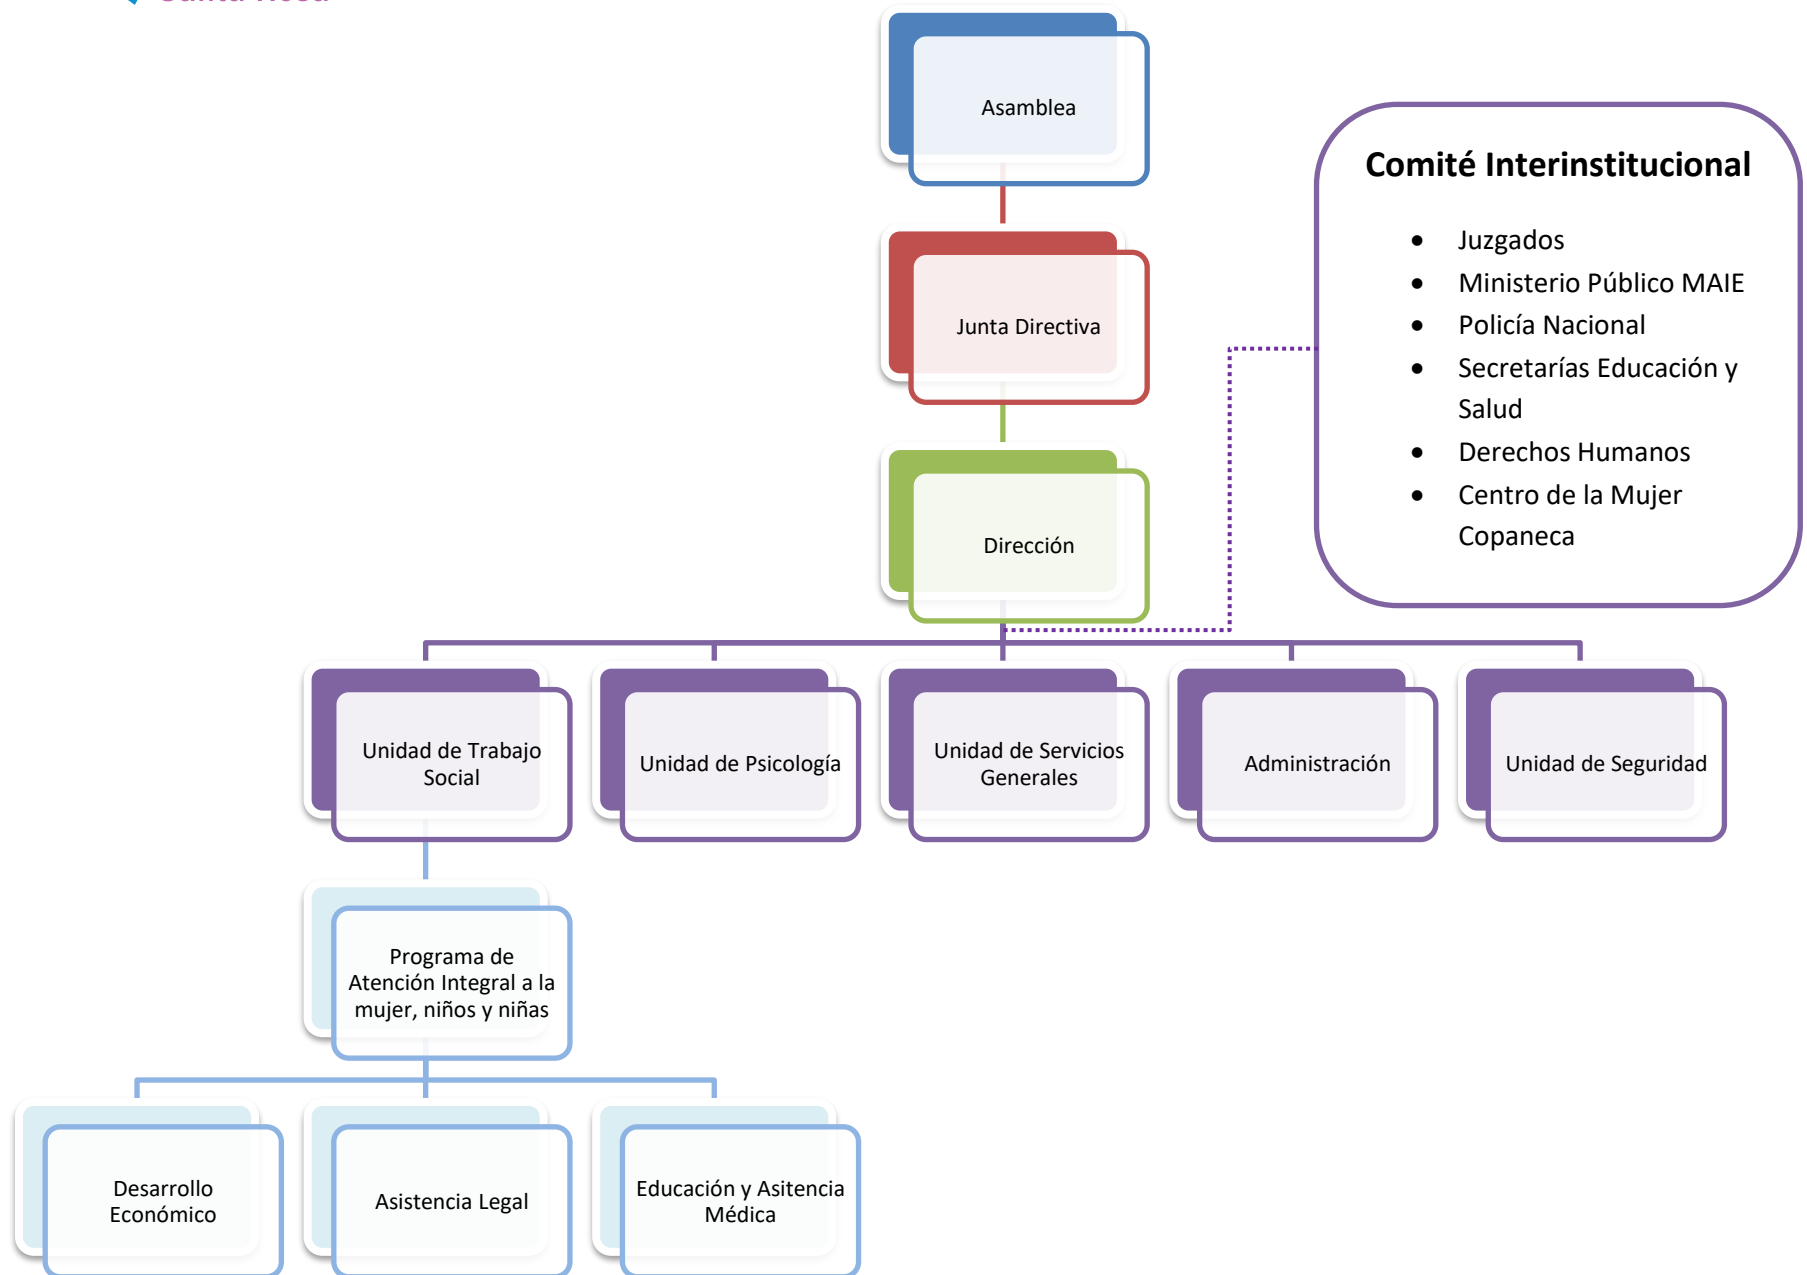 Asamblea
Comité Interinstitucional
• Juzgados
• Ministerio Público MAIE
• Policía Nacional
• Secretarías Educación y
Salud
• Derechos Humanos
• Centro de la Mujer
Copaneca
Junta Directiva
Dirección
Unidad de Trabajo
Social
Unidad de Psicología
Unidad de Servicios
Generales
Administración
Unidad de Seguridad
Programa de
Atención Integral a la
mujer, niños y niñas
Desarrollo
Económico
Asistencia Legal
Educación y Asitencia
Médica